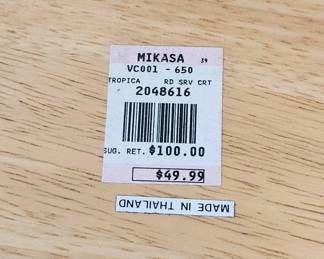 MIKASA 39
VC001 - 650
TROPICA RD SRV CRT
2048616
SUG. RET. $100.00
$49.99
MADE IN THAILAND